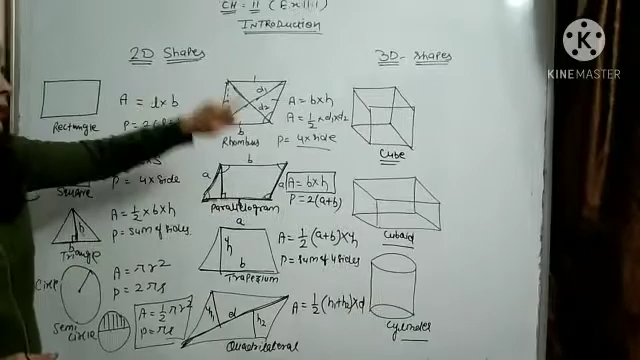 CH - 11 (Ex 11.1)
INTRODUCTION
2D Shapes
A = l x b
Rectangle
Square
P = 4 x side
h
b
Triangle
A = 1/2 x b x h
P = Sum of sides
Circle
A = πr2
P = 2πr
Semi
Circle
A = 1/2 πr2
d1
d2
b
Rhombus
A = b x h
A = 1/2 x d1 x d2
P = 4 x side
b
a
a
b
Parallelogram
A = b x h
P = 2(a+b)
a
h
b
Trapezium
A = 1/2 (a+b) x h
P = Sum of 4 sides
h1
d
h2
Quadrilateral
A = 1/2 (h1+h2) x d
3D - shapes
Cube
Cuboid
Cylinder
KINEMASTER